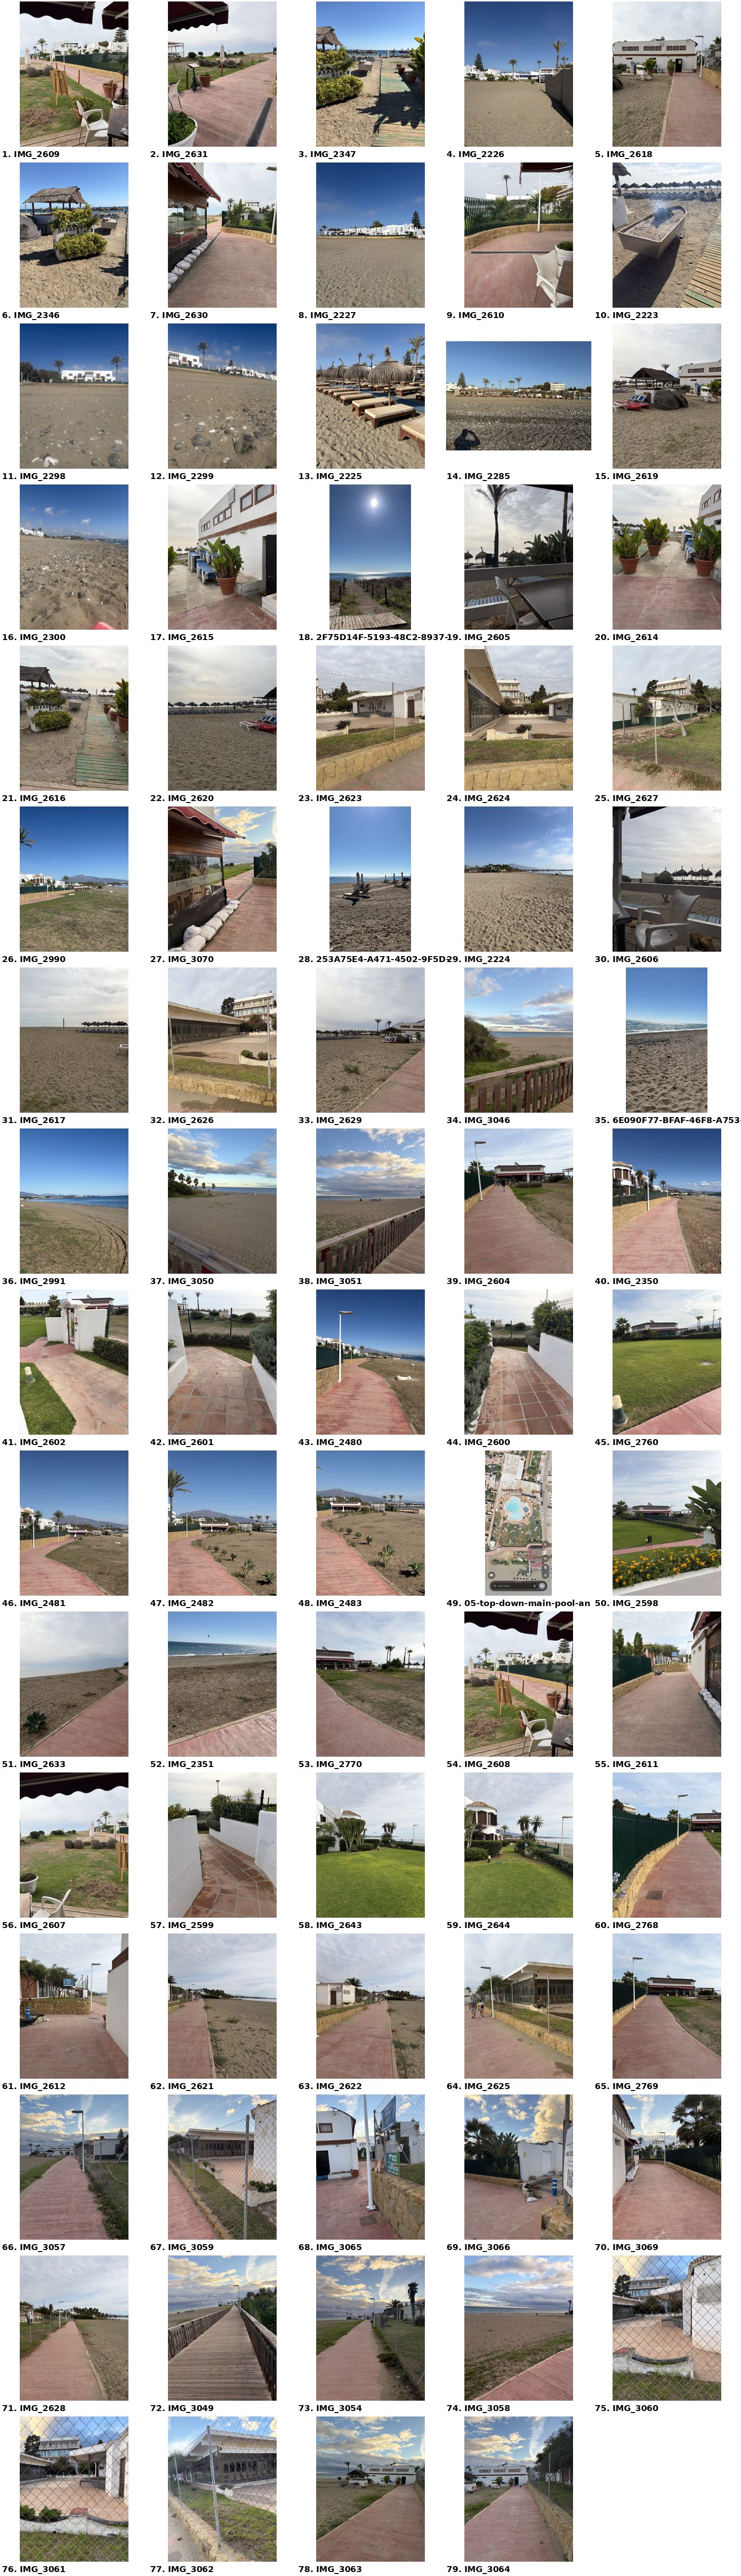 1. IMG_2609 2. IMG_2631 3. IMG_2347 4. IMG_2226 5. IMG_2618
6. IMG_2346 7. IMG_2630 8. IMG_2227 9. IMG_2610 10. IMG_2223
11. IMG_2298 12. IMG_2299 13. IMG_2225 14. IMG_2285 15. IMG_2619
16. IMG_2300 17. IMG_2615 18. 2F75D14F-5193-48C2-8937- 19. IMG_2605 20. IMG_2614
21. IMG_2616 22. IMG_2620 23. IMG_2623 24. IMG_2624 25. IMG_2627
26. IMG_2990 27. IMG_3070 28. 253A75E4-A471-4502-9F5D- 29. IMG_2224 30. IMG_2606
31. IMG_2617 32. IMG_2626 33. IMG_2629 34. IMG_3046 35. 6E090F77-BFAF-46F8-A753-
36. IMG_2991 37. IMG_3050 38. IMG_3051 39. IMG_2604 40. IMG_2350
41. IMG_2602 42. IMG_2601 43. IMG_2480 44. IMG_2600 45. IMG_2760
46. IMG_2481 47. IMG_2482 48. IMG_2483 49. 05-top-down-main-pool-an 50. IMG_2598
51. IMG_2633 52. IMG_2351 53. IMG_2770 54. IMG_2608 55. IMG_2611
56. IMG_2607 57. IMG_2599 58. IMG_2643 59. IMG_2644 60. IMG_2768
61. IMG_2612 62. IMG_2621 63. IMG_2622 64. IMG_2625 65. IMG_2769
66. IMG_3057 67. IMG_3059 68. IMG_3065 69. IMG_3066 70. IMG_3069
71. IMG_2628 72. IMG_3049 73. IMG_3054 74. IMG_3058 75. IMG_3060
76. IMG_3061 77. IMG_3062 78. IMG_3063 79. IMG_3064